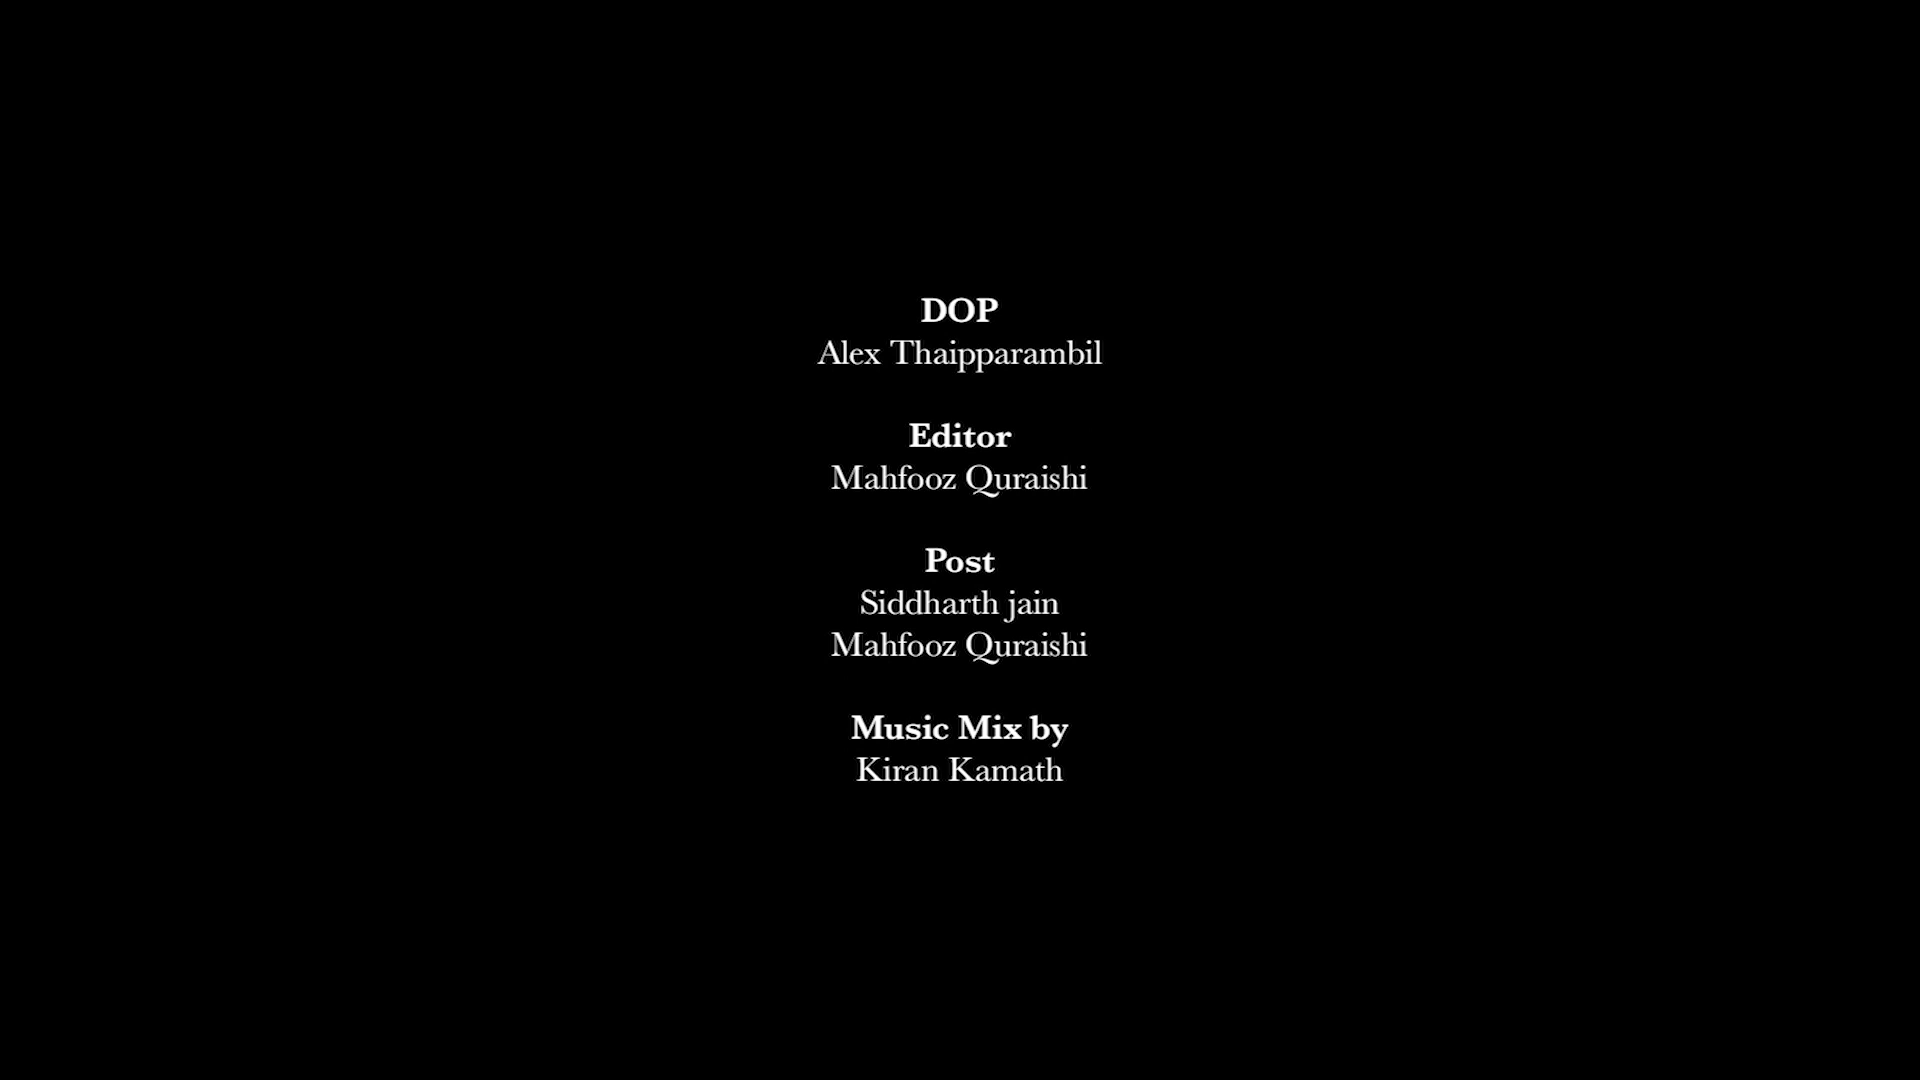 DOP
Alex Thaipparambil
Editor
Mahfooz Quraishi
Post
Siddharth jain
Mahfooz Quraishi
Music Mix by
Kiran Kamath